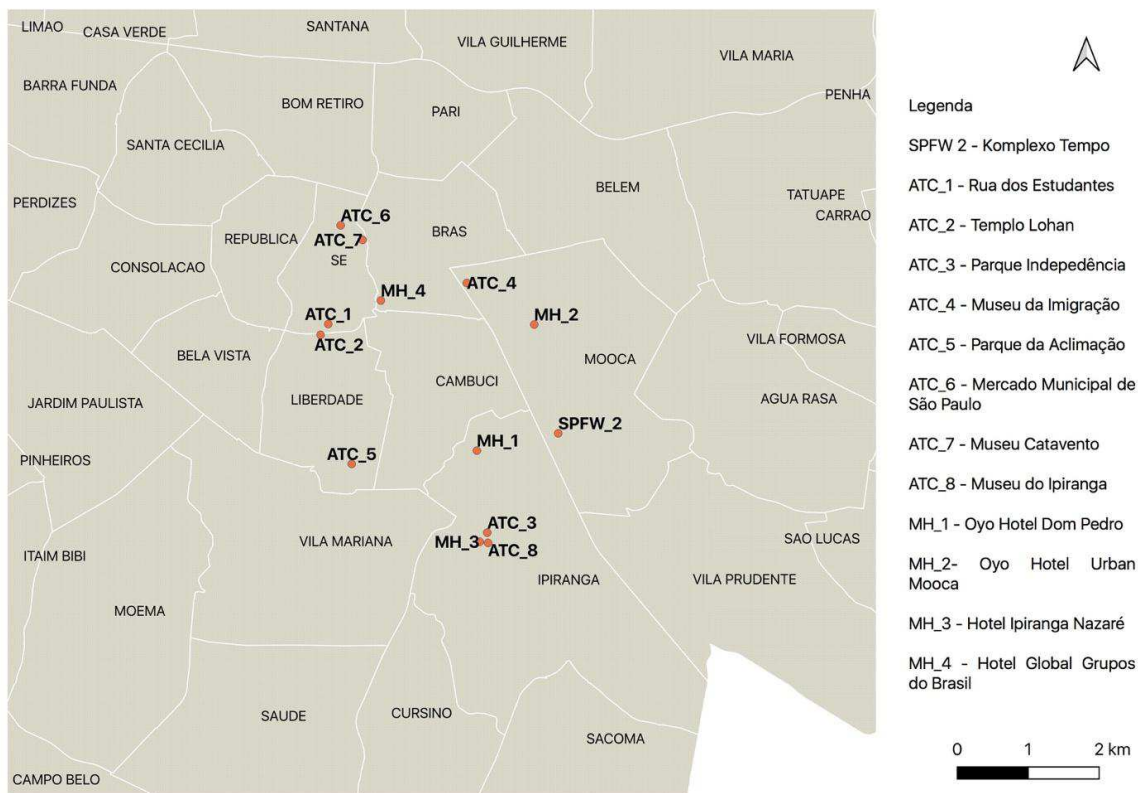 LIMAO
CASA VERDE
SANTANA
VILA GUILHERME
VILA MARIA
BARRA FUNDA
PENHA
BOM RETIRO
PARI
SANTA CECILIA
BELEM
TATUAPE
PERDIZES
CARRAO
ATC_6
REPUBLICA
ATC_7
BRAS
SE
CONSOLACAO
ATC_4
MH_4
ATC_1
MH_2
ATC_2
BELA VISTA
MOOCA
VILA FORMOSA
CAMBUCI
LIBERDADE
JARDIM PAULISTA
AGUA RASA
SPFW_2
MH_1
PINHEIROS
ATC_5
ATC_3
VILA MARIANA
MH_3
ATC_8
SAO LUCAS
ITAIM BIBI
IPIRANGA
VILA PRUDENTE
MOEMA
SAUDE
CURSINO
SACOMA
CAMPO BELO
Legenda
SPFW 2 - Komplexo Tempo
ATC_1 - Rua dos Estudantes
ATC_2 - Templo Lohan
ATC_3 - Parque Indepedência
ATC_4 - Museu da Imigração
ATC_5 - Parque da Aclimação
ATC_6 - Mercado Municipal de
São Paulo
ATC_7 - Museu Catavento
ATC_8 - Museu do Ipiranga
MH_1 - Oyo Hotel Dom Pedro
MH_2- Oyo Hotel Urban
Mooca
MH_3 - Hotel Ipiranga Nazaré
MH_4 - Hotel Global Grupos
do Brasil
0 1 2 km